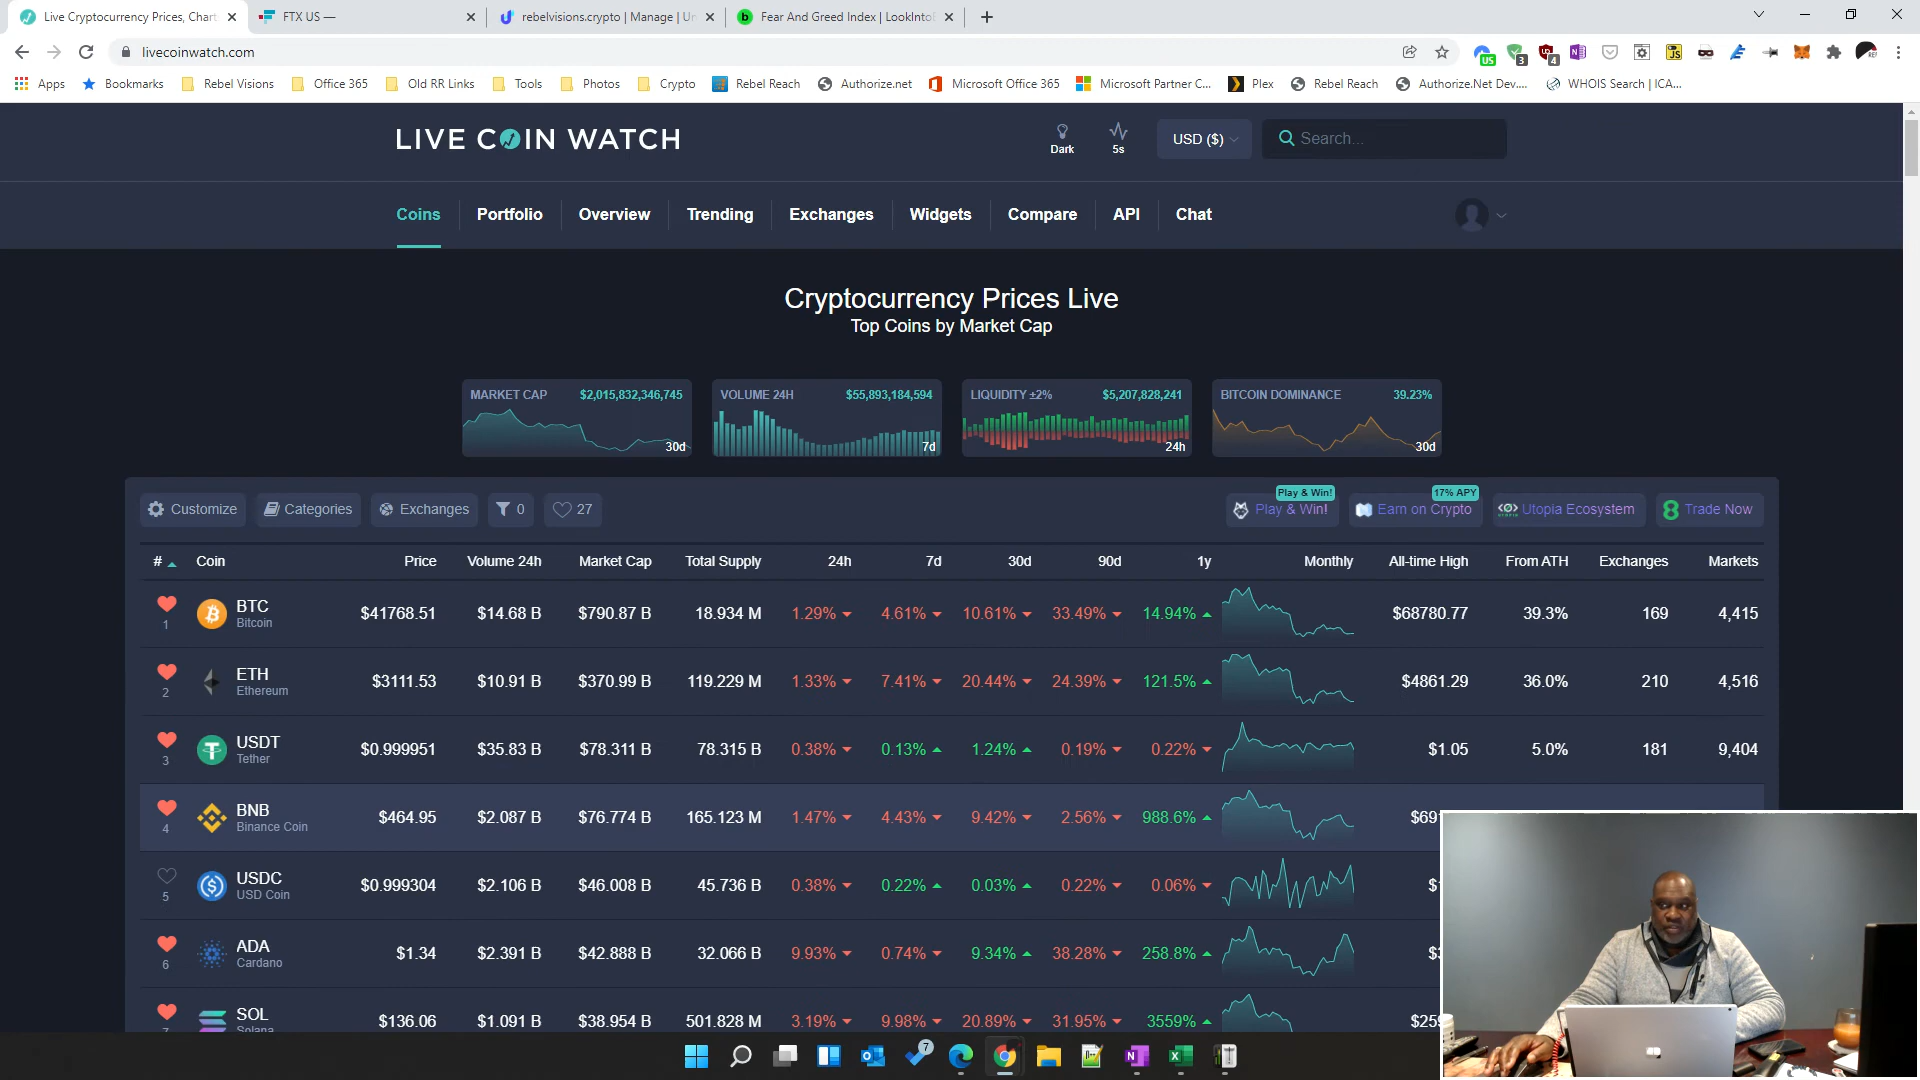 Live Cryptocurrency Prices, Chart
FTX US —
rebelvisions.crypto | Manage | Un
Fear And Greed Index | LookInto
livecoinwatch.com
US
3
4
JS
Apps
Bookmarks
Rebel Visions
Office 365
Old RR Links
Tools
Photos
Crypto
Rebel Reach
Authorize.net
Microsoft Office 365
Microsoft Partner C...
Plex
Rebel Reach
Authorize.Net Dev....
WHOIS Search | ICA...
LIVE COIN WATCH
Dark
5s
USD ($)
Search...
Coins
Portfolio
Overview
Trending
Exchanges
Widgets
Compare
API
Chat
Cryptocurrency Prices Live
Top Coins by Market Cap
MARKET CAP $2,015,832,346,745
30d
VOLUME 24H $55,893,184,594
7d
LIQUIDITY ±2% $5,207,828,241
24h
BITCOIN DOMINANCE 39.23%
30d
Customize
Categories
Exchanges
0
27
Play & Win!
Play & Win!
17% APY
Earn on Crypto
Utopia Ecosystem
Trade Now
# Coin Price Volume 24h Market Cap Total Supply 24h 7d 30d 90d 1y Monthly All-time High From ATH Exchanges Markets
1 BTC Bitcoin $41768.51 $14.68 B $790.87 B 18.934 M 1.29% 4.61% 10.61% 33.49% 14.94% $68780.77 39.3% 169 4,415
2 ETH Ethereum $3111.53 $10.91 B $370.99 B 119.229 M 1.33% 7.41% 20.44% 24.39% 121.5% $4861.29 36.0% 210 4,516
3 USDT Tether $0.999951 $35.83 B $78.311 B 78.315 B 0.38% 0.13% 1.24% 0.19% 0.22% $1.05 5.0% 181 9,404
4 BNB Binance Coin $464.95 $2.087 B $76.774 B 165.123 M 1.47% 4.43% 9.42% 2.56% 988.6% $69
5 USDC USD Coin $0.999304 $2.106 B $46.008 B 45.736 B 0.38% 0.22% 0.03% 0.22% 0.06% $
6 ADA Cardano $1.34 $2.391 B $42.888 B 32.066 B 9.93% 0.74% 9.34% 38.28% 258.8% $
SOL Solana $136.06 $1.091 B $38.954 B 501.828 M 3.19% 9.98% 20.89% 31.95% 3559% $259
7